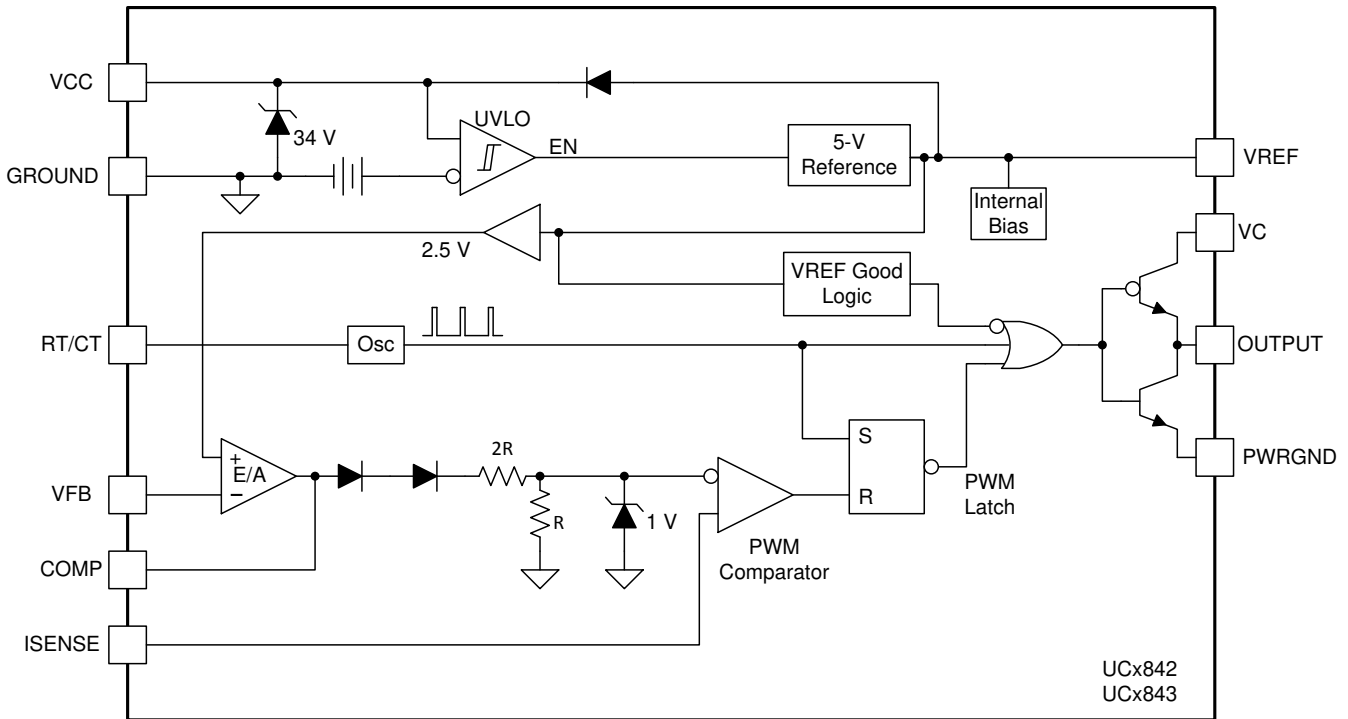 VCC
UVLO
34 V
EN
5-V
Reference
VREF
GROUND
Internal
Bias
VC
2.5 V
VREF Good
Logic
RT/CT
Osc
OUTPUT
S
2R
+
E/A
−
PWRGND
VFB
R
PWM
Latch
R
1 V
PWM
Comparator
COMP
ISENSE
UCx842
UCx843